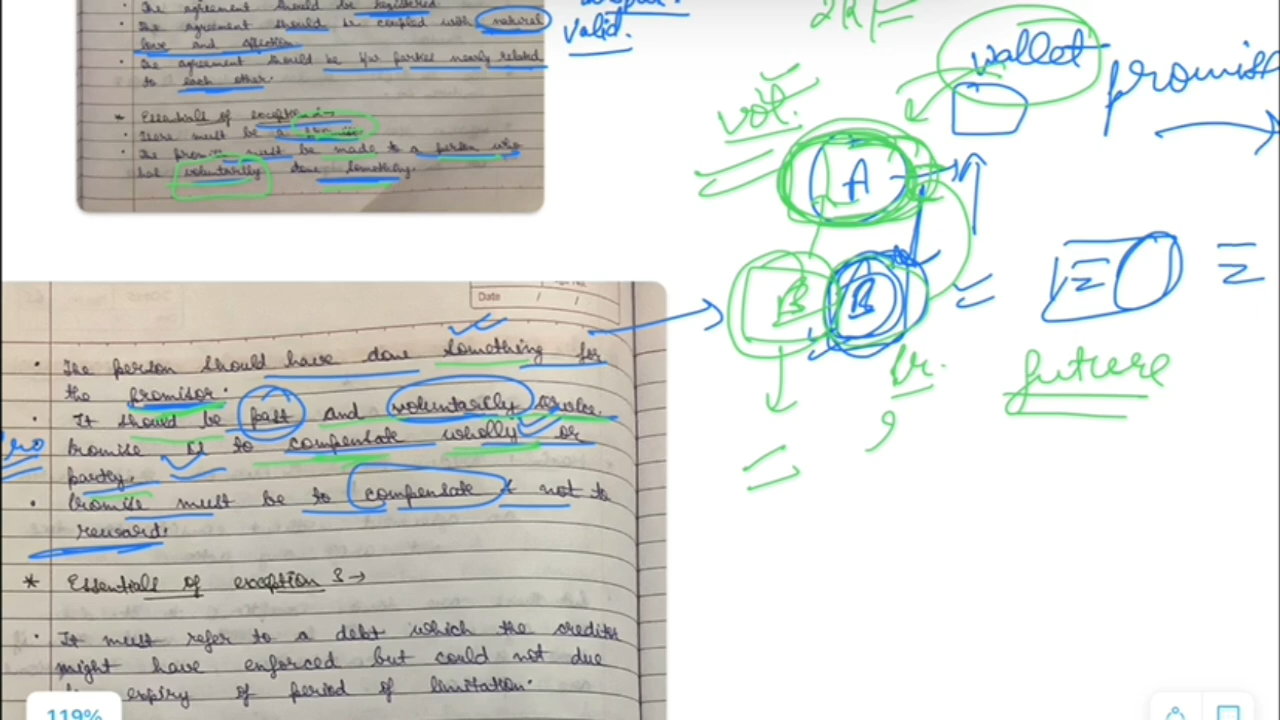 • The agreement should be registered.
• The agreement should be coupled with natural
love and affection.
• The agreement should be b/w parties nearly related
to each other.
* Essentials of exception :-
• There must be a promise
• The promise must be made to a person who
had voluntarily done something.
valid.
Date / /
• The person should have done something for
the promisor.
• It should be past and voluntarily service.
Promise is to compensate wholly or
partly.
• Promise must be to compensate & not to
reward.
* Essentials of exception 3 →
• It must refer to a debt which the creditor
might have enforced but could not due
expiry of period of limitation.
2k/=
wallet
promise
vol.
A
B
B
future
119%